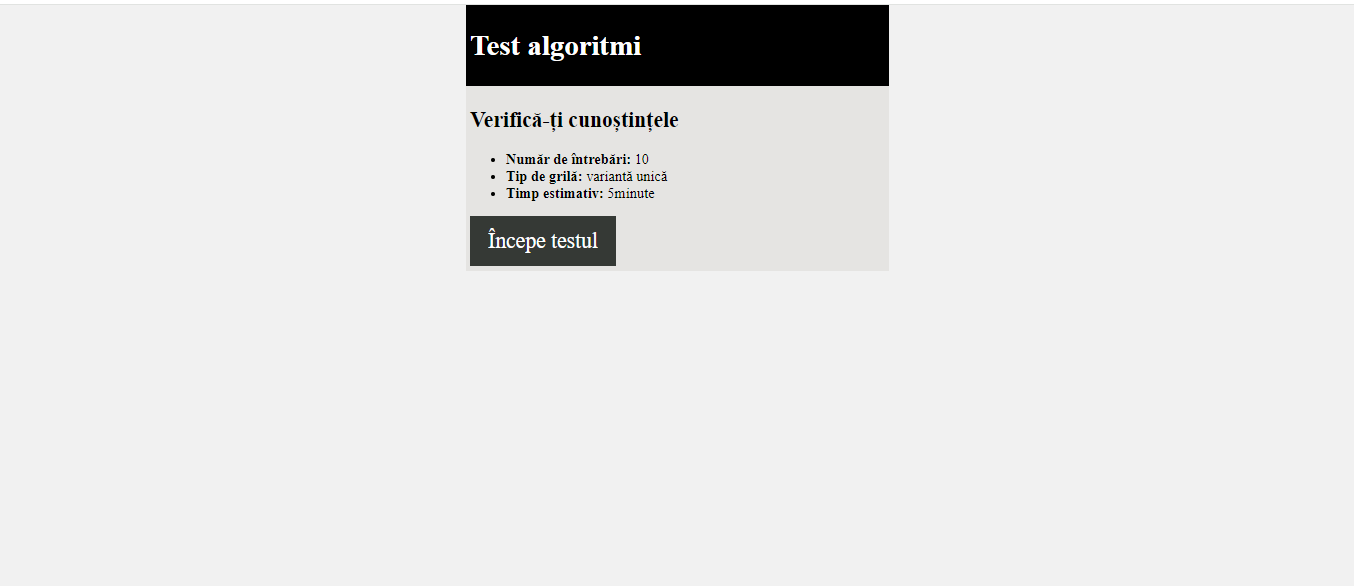 Test algoritmi
Verifică-ți cunoștințele
Număr de întrebări: 10
Tip de grilă: variantă unică
Timp estimativ: 5minute
Începe testul